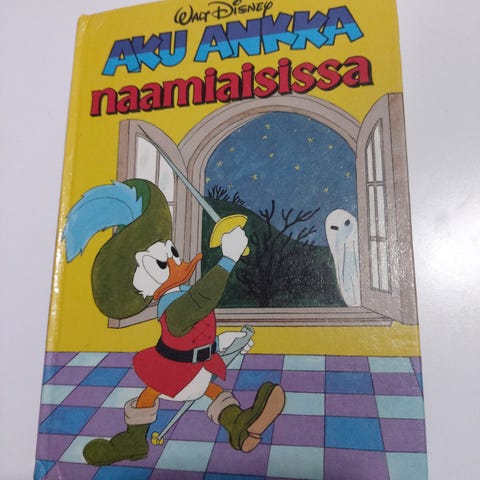 Walt Disney
AKU ANKKA
naamiaisissa